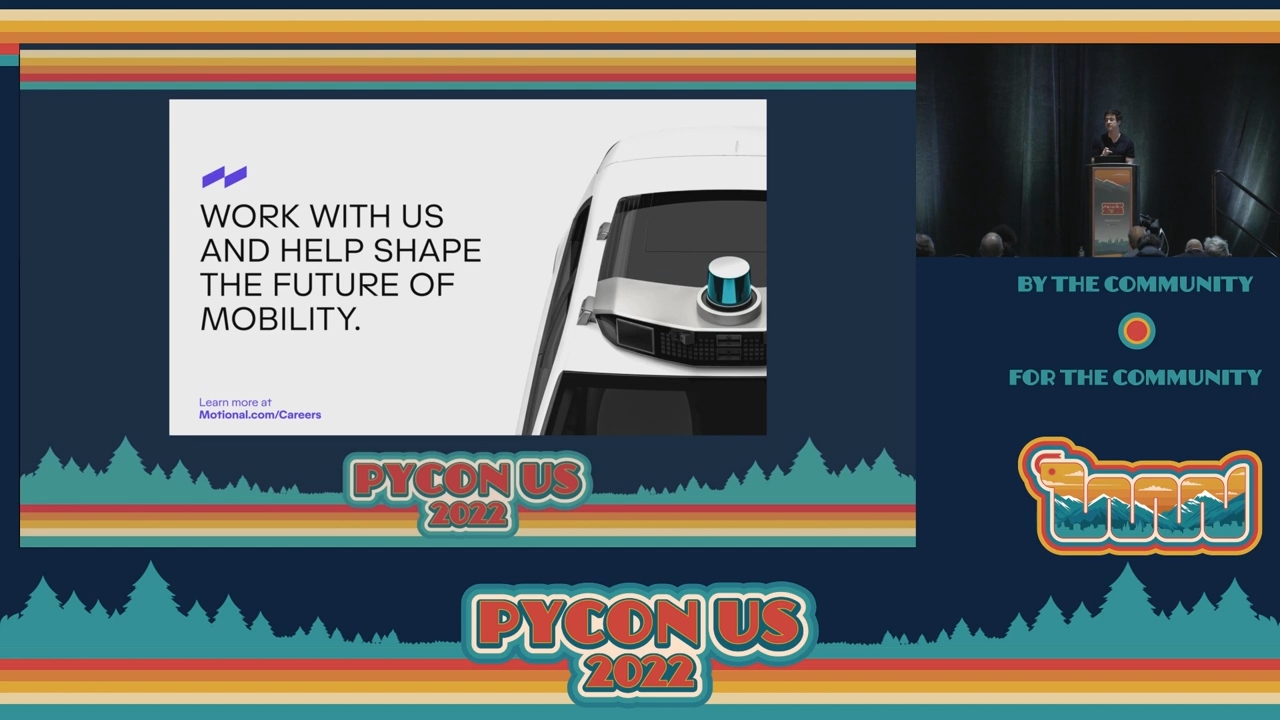 WORK WITH US
AND HELP SHAPE
THE FUTURE OF
MOBILITY.
Learn more at
Motional.com/Careers
PYCON US
2022
BY THE COMMUNITY
FOR THE COMMUNITY
PYCON US
2022